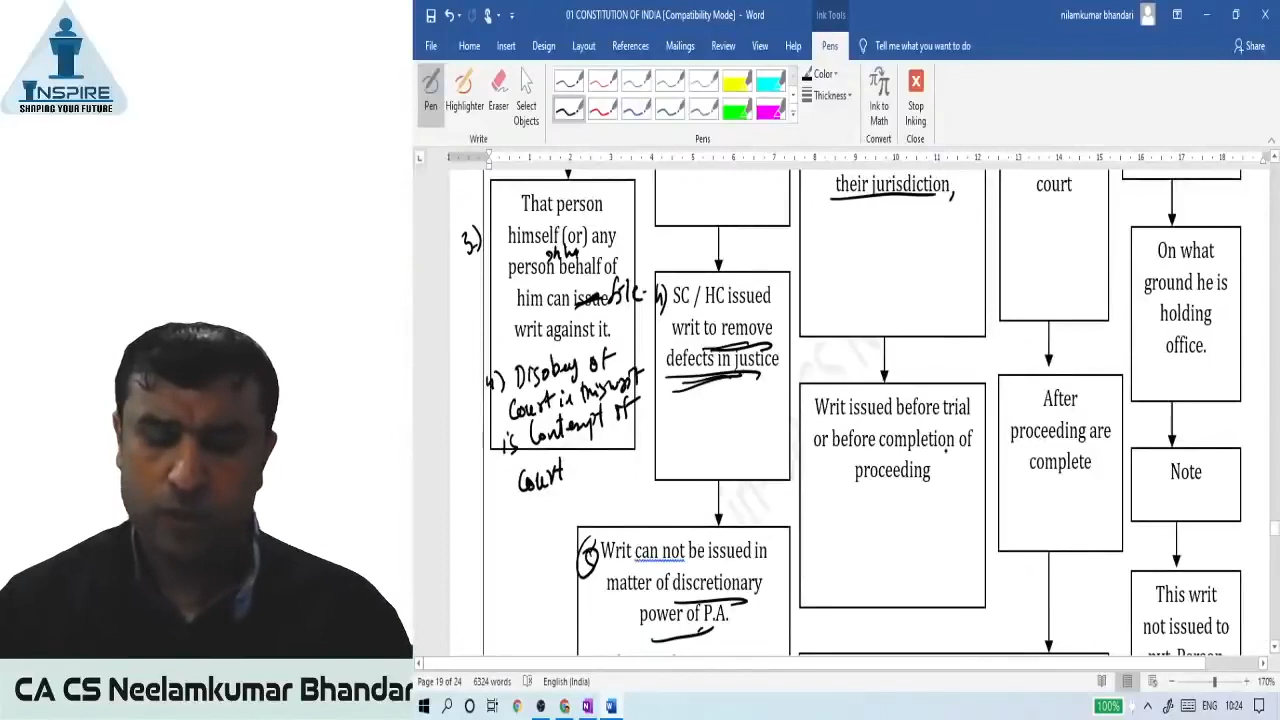 INSPIRE
SHAPING YOUR FUTURE
01 CONSTITUTION OF INDIA [Compatibility Mode] - Word
Ink Tools
nilamkumar bhandari
File Home Insert Design Layout References Mailings Review View Help Pens Tell me what you want to do Share
Pen Highlighter Eraser Select Objects
Write
Pens
Color
Thickness
Ink to Math
Convert
Stop Inking
Close
That person
himself (or) any
person behalf of
him can issue
writ against it.
3)
on the
file
4) Disobey of
Court in this writ
is Contempt of
Court
4)
SC / HC issued
writ to remove
defects in justice
5
Writ can not be issued in
matter of discretionary
power of P.A.
their jurisdiction,
Writ issued before trial
or before completion of
proceeding
court
After
proceeding are
complete
On what
ground he is
holding
office.
Note
This writ
not issued to
pvt. Person
Page 19 of 24 6324 words English (India) 170%
CA CS Neelamkumar Bhandar
100% ENG 10:24